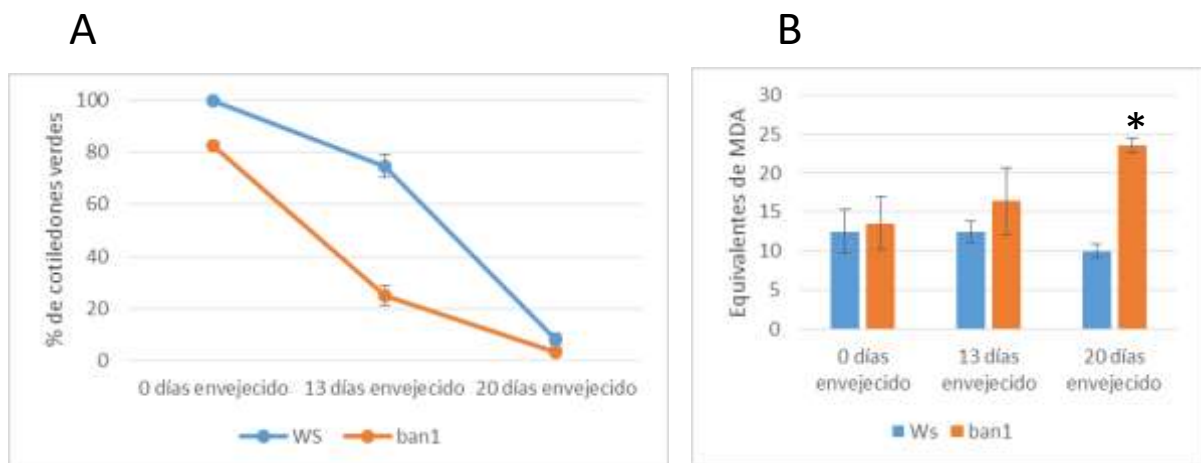 A
B
100
80
60
40
20
0
% de cotiledones verdes
0 días envejecido 13 días envejecido 20 días envejecido
WS ban1
30
25
20
15
10
5
0
Equivalentes de MDA
*
0 días 13 días 20 días
envejecido envejecido envejecido
Ws ban1